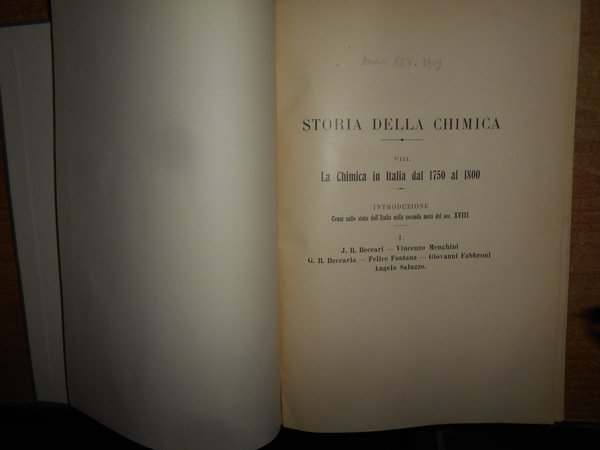 Anno XXV. 1909
STORIA DELLA CHIMICA
VIII.
La Chimica in Italia dal 1750 al 1800
INTRODUZIONE
Cenni sullo stato dell'Italia nella seconda metà del sec. XVIII
I.
J. B. Beccari — Vincenzo Menghini
G. B. Beccaria — Felice Fontana — Giovanni Fabbroni
Angelo Saluzzo.